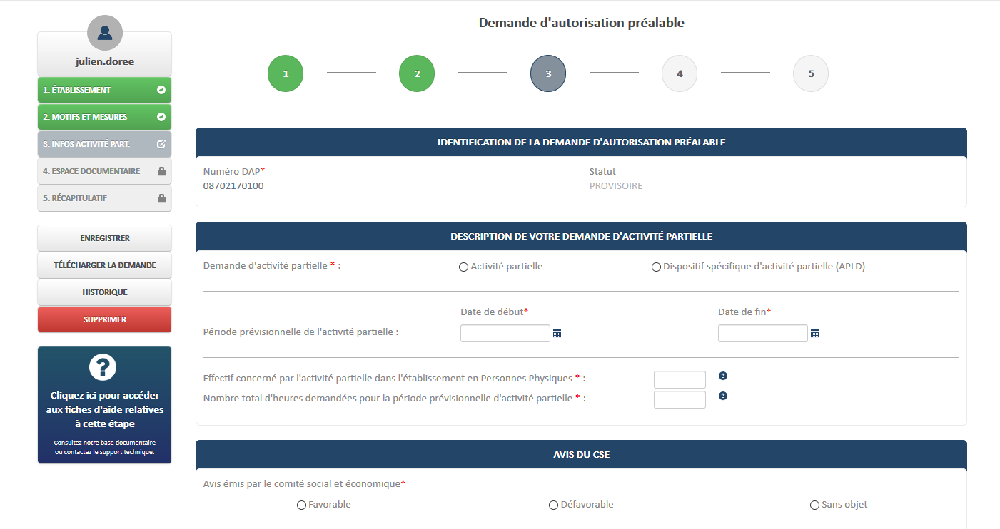 Demande d'autorisation préalable
1 2 3 4 5
julien.doree
1. ÉTABLISSEMENT
2. MOTIFS ET MESURES
3. INFOS ACTIVITÉ PART.
4. ESPACE DOCUMENTAIRE
5. RÉCAPITULATIF
ENREGISTRER
TÉLÉCHARGER LA DEMANDE
HISTORIQUE
SUPPRIMER
?
Cliquez ici pour accéder
aux fiches d'aide relatives
à cette étape
Consultez notre base documentaire
ou contactez le support technique.
IDENTIFICATION DE LA DEMANDE D'AUTORISATION PRÉALABLE
Numéro DAP* Statut
08702170100 PROVISOIRE
DESCRIPTION DE VOTRE DEMANDE D'ACTIVITÉ PARTIELLE
Demande d'activité partielle * : Activité partielle Dispositif spécifique d'activité partielle (APLD)
Date de début* Date de fin*
Période prévisionnelle de l'activité partielle :
Effectif concerné par l'activité partielle dans l'établissement en Personnes Physiques * : ?
Nombre total d'heures demandées pour la période prévisionnelle d'activité partielle * : ?
AVIS DU CSE
Avis émis par le comité social et économique*
Favorable Défavorable Sans objet